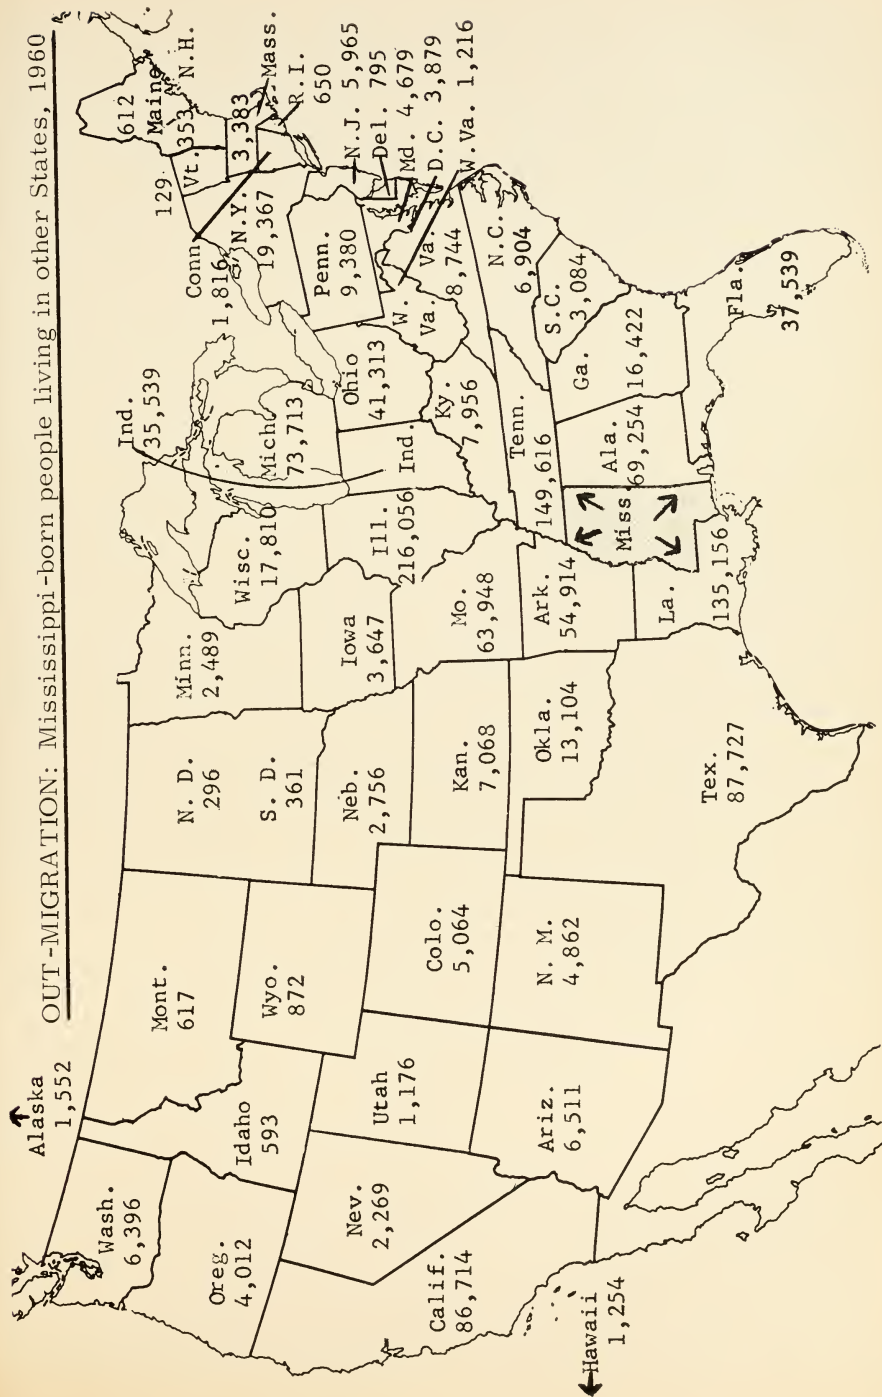 OUT-MIGRATION: Mississippi-born people living in other States, 1960
Alaska
1,552
Wash.
6,396
Oreg.
4,012
Calif.
86,714
Hawaii
1,254
Nev.
2,269
Idaho
593
Mont.
617
Wyo.
872
Utah
1,176
Ariz.
6,511
Colo.
5,064
N. M.
4,862
N. D.
296
S. D.
361
Neb.
2,756
Kan.
7,068
Okla.
13,104
Tex.
87,727
Minn.
2,489
Iowa
3,647
Mo.
63,948
Ark.
54,914
La.
135,156
Wisc.
17,810
Ill.
216,056
Miss.
Ind.
35,539
Mich.
73,713
Ind.
Ohio
41,313
Ky.
7,956
Tenn.
149,616
Ala.
69,254
Ga.
16,422
Fla.
37,539
S.C.
3,084
N.C.
6,904
Va.
8,744
W.
Va.
Penn.
9,380
N.Y.
19,367
Conn.
1,816
129
Vt.
353 N.H.
612
Maine
3,383
Mass.
R.I.
650
N.J. 5,965
Del. 795
Md. 4,679
D.C. 3,879
W.Va. 1,216